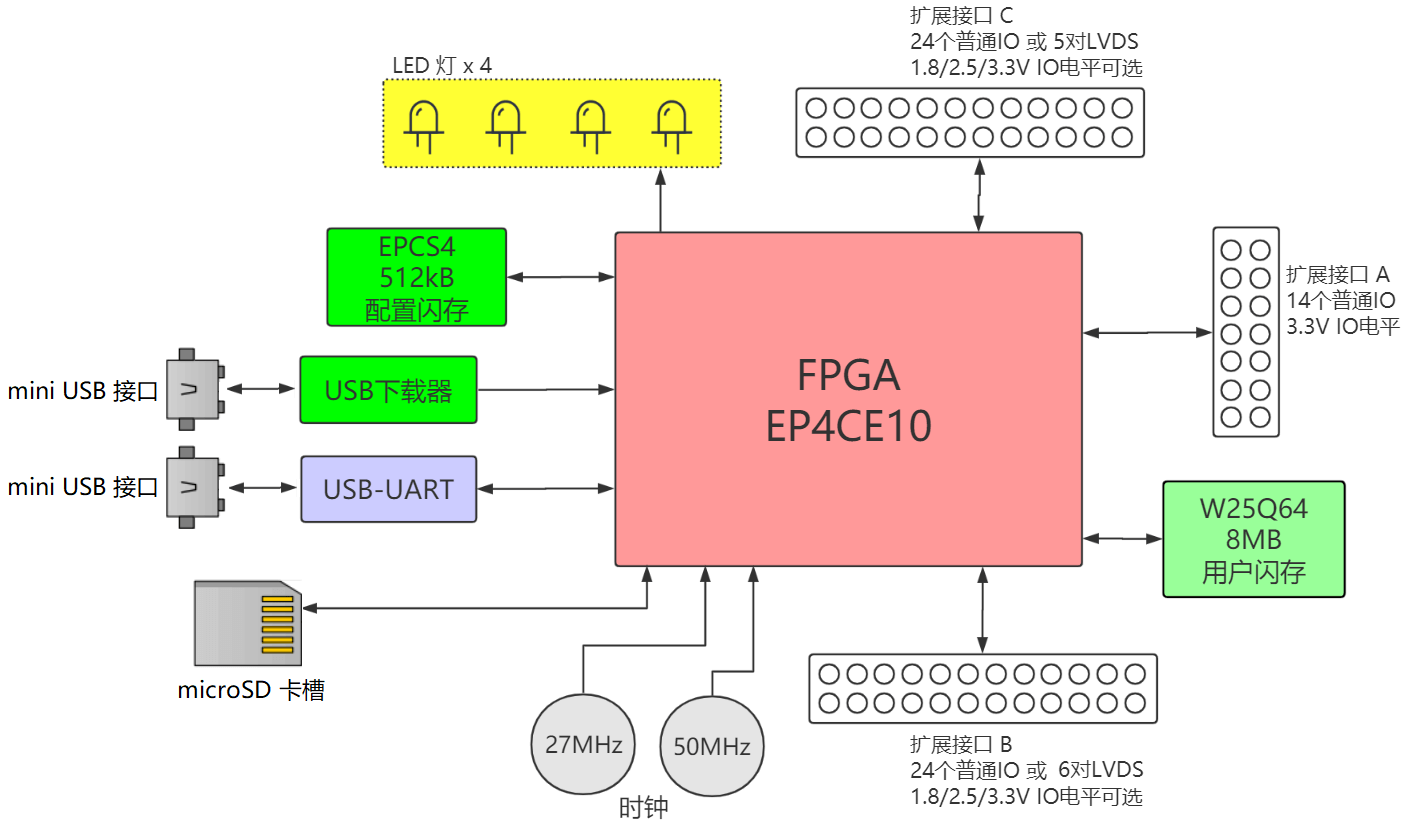 扩展接口 C
24个普通IO 或 5对LVDS
1.8/2.5/3.3V IO电平可选
LED 灯 x 4
EPCS4
512kB
配置闪存
扩展接口 A
14个普通IO
3.3V IO电平
mini USB 接口
USB下载器
FPGA
EP4CE10
mini USB 接口
USB-UART
W25Q64
8MB
用户闪存
microSD 卡槽
27MHz
50MHz
时钟
扩展接口 B
24个普通IO 或  6对LVDS
1.8/2.5/3.3V IO电平可选